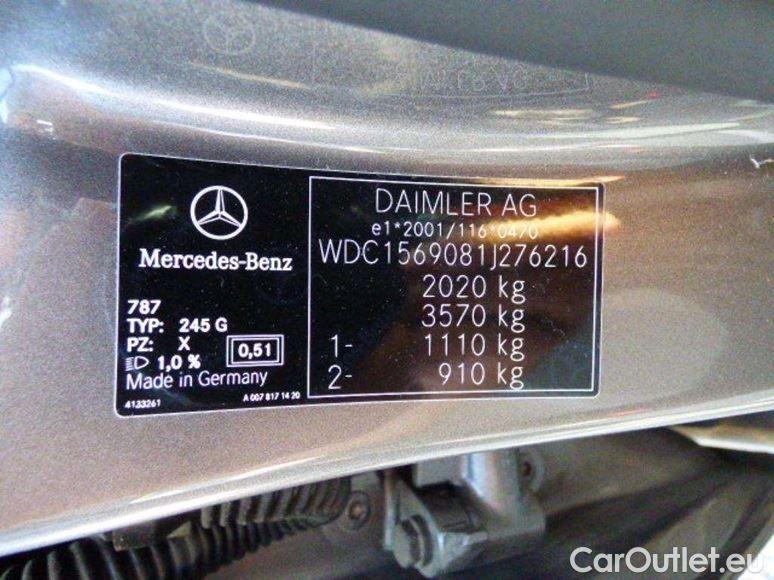 Mercedes-Benz
787
TYP: 245 G
PZ: X
1,0 %
0,51
Made in Germany
4133261
A 007 817 14 20
DAIMLER AG
e1*2001/116*0470
WDC1569081J276216
2020 kg
3570 kg
1- 1110 kg
2- 910 kg
CarOutlet.eu